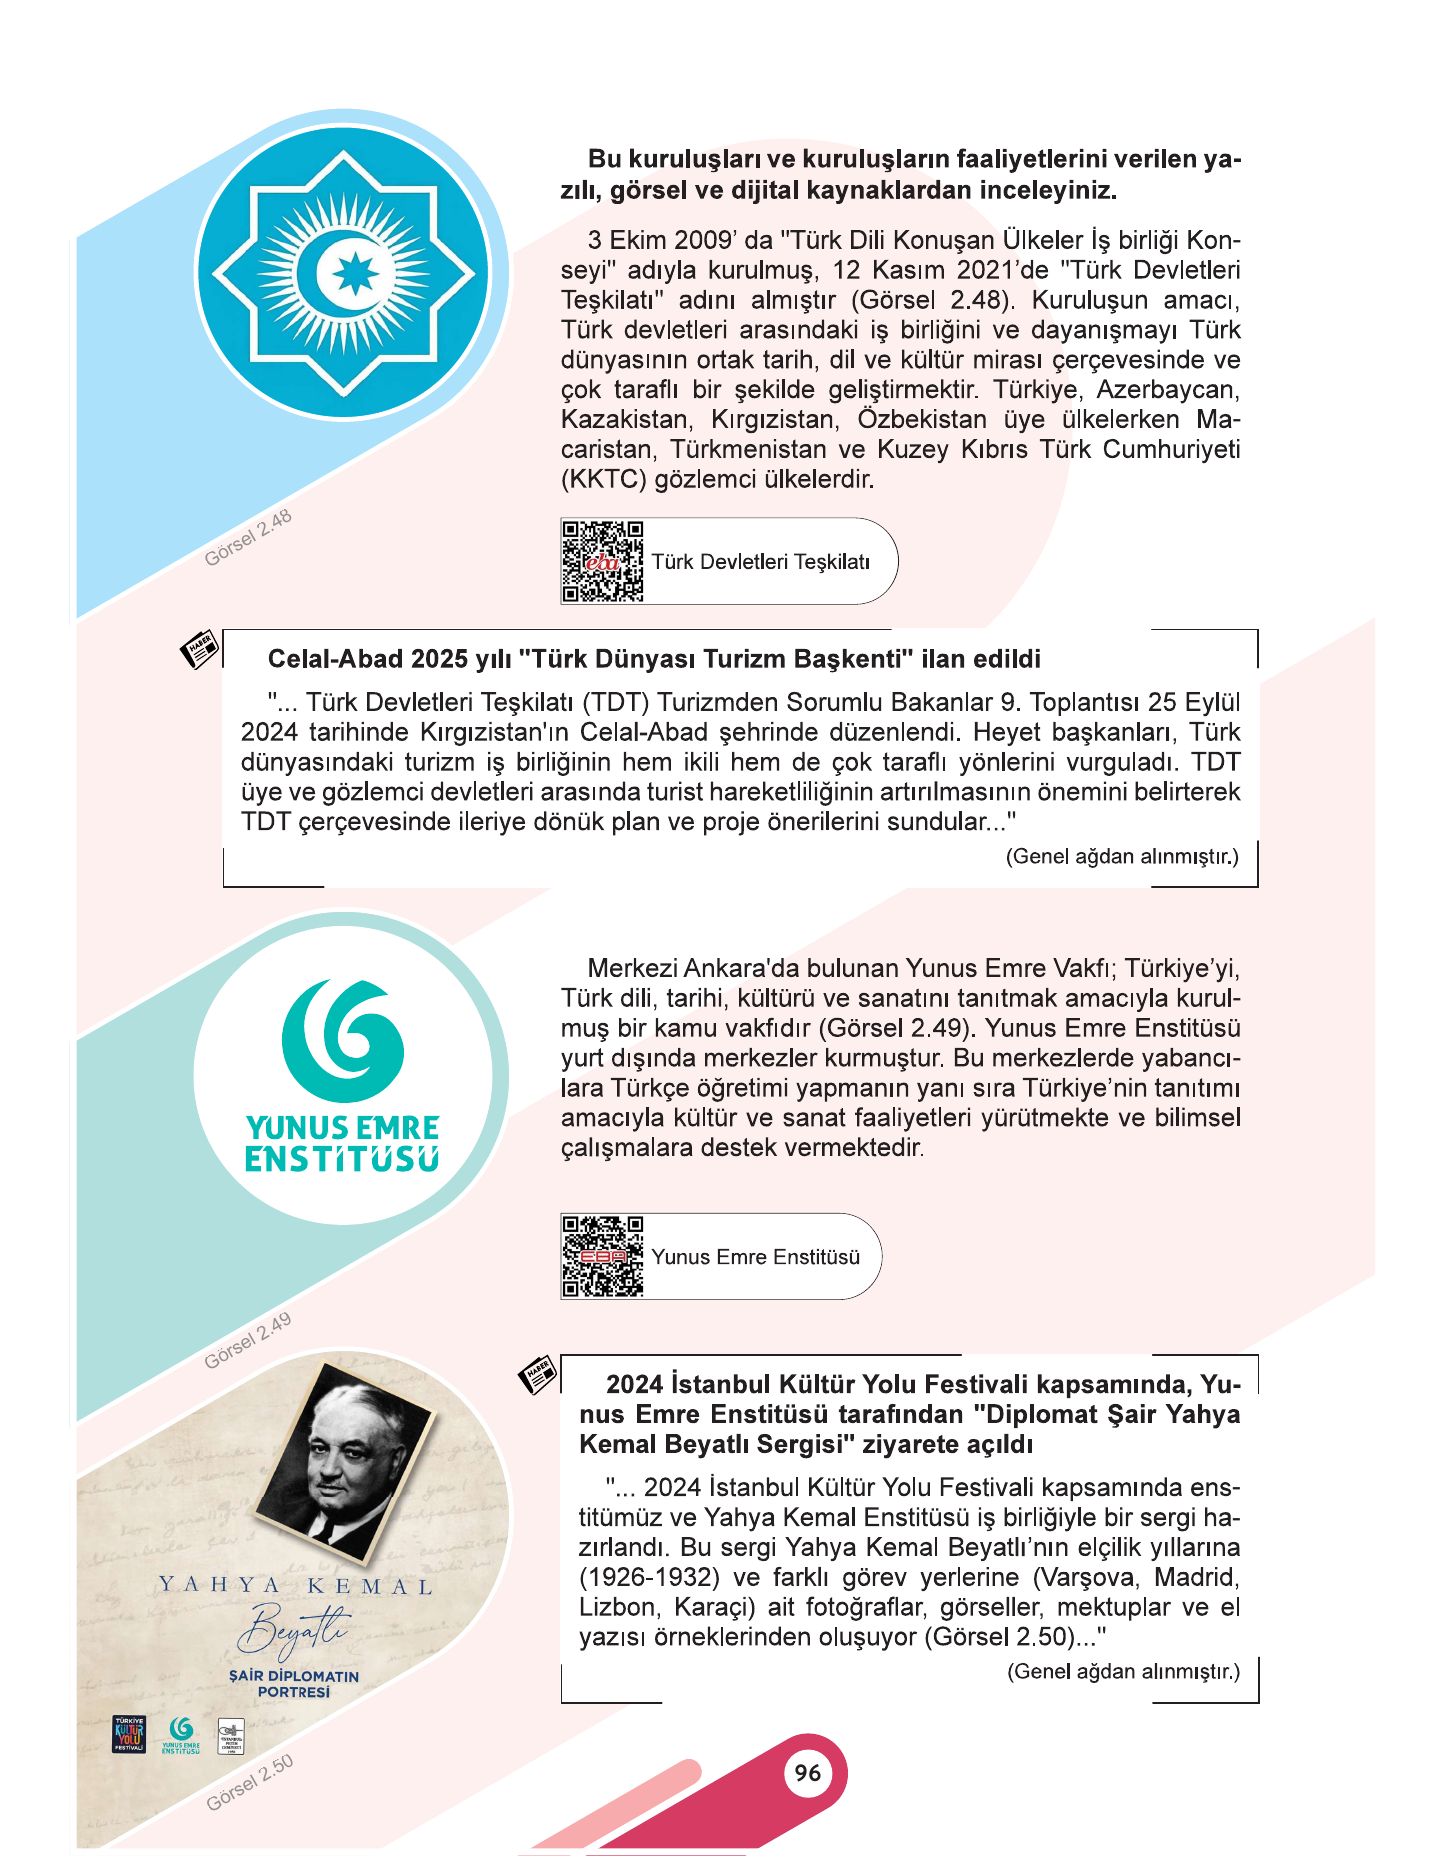 Bu kuruluşları ve kuruluşların faaliyetlerini verilen ya-
zılı, görsel ve dijital kaynaklardan inceleyiniz.
3 Ekim 2009’ da "Türk Dili Konuşan Ülkeler İş birliği Kon-
seyi" adıyla kurulmuş, 12 Kasım 2021’de "Türk Devletleri
Teşkilatı" adını almıştır (Görsel 2.48). Kuruluşun amacı,
Türk devletleri arasındaki iş birliğini ve dayanışmayı Türk
dünyasının ortak tarih, dil ve kültür mirası çerçevesinde ve
çok taraflı bir şekilde geliştirmektir. Türkiye, Azerbaycan,
Kazakistan, Kırgızistan, Özbekistan üye ülkelerken Ma-
caristan, Türkmenistan ve Kuzey Kıbrıs Türk Cumhuriyeti
(KKTC) gözlemci ülkelerdir.
Görsel 2.48
eba
Türk Devletleri Teşkilatı
HABER
Celal-Abad 2025 yılı "Türk Dünyası Turizm Başkenti" ilan edildi
"... Türk Devletleri Teşkilatı (TDT) Turizmden Sorumlu Bakanlar 9. Toplantısı 25 Eylül
2024 tarihinde Kırgızistan'ın Celal-Abad şehrinde düzenlendi. Heyet başkanları, Türk
dünyasındaki turizm iş birliğinin hem ikili hem de çok taraflı yönlerini vurguladı. TDT
üye ve gözlemci devletleri arasında turist hareketliliğinin artırılmasının önemini belirterek
TDT çerçevesinde ileriye dönük plan ve proje önerilerini sundular..."
(Genel ağdan alınmıştır.)
YUNUS EMRE
ENSTİTÜSÜ
Merkezi Ankara'da bulunan Yunus Emre Vakfı; Türkiye’yi,
Türk dili, tarihi, kültürü ve sanatını tanıtmak amacıyla kurul-
muş bir kamu vakfıdır (Görsel 2.49). Yunus Emre Enstitüsü
yurt dışında merkezler kurmuştur. Bu merkezlerde yabancı-
lara Türkçe öğretimi yapmanın yanı sıra Türkiye’nin tanıtımı
amacıyla kültür ve sanat faaliyetleri yürütmekte ve bilimsel
çalışmalara destek vermektedir.
EBA
Yunus Emre Enstitüsü
Görsel 2.49
HABER
2024 İstanbul Kültür Yolu Festivali kapsamında, Yu-
nus Emre Enstitüsü tarafından "Diplomat Şair Yahya
Kemal Beyatlı Sergisi" ziyarete açıldı
"... 2024 İstanbul Kültür Yolu Festivali kapsamında ens-
titümüz ve Yahya Kemal Enstitüsü iş birliğiyle bir sergi ha-
zırlandı. Bu sergi Yahya Kemal Beyatlı’nın elçilik yıllarına
(1926-1932) ve farklı görev yerlerine (Varşova, Madrid,
Lizbon, Karaçi) ait fotoğraflar, görseller, mektuplar ve el
yazısı örneklerinden oluşuyor (Görsel 2.50)..."
(Genel ağdan alınmıştır.)
YAHYA KEMAL
Beyatlı
ŞAİR DİPLOMATIN
PORTRESİ
TÜRKİYE
KÜLTÜR
YOLU
FESTİVALİ
YUNUS EMRE
ENSTİTÜSÜ
Görsel 2.50
96